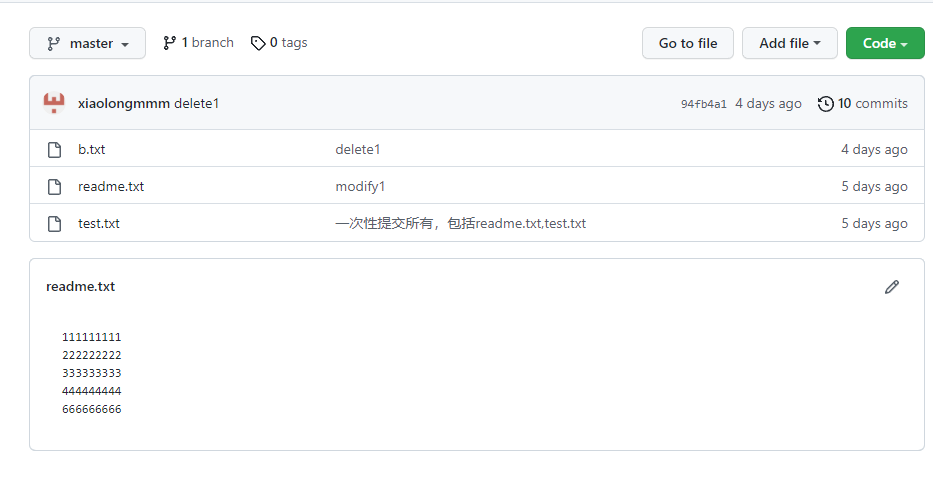 master 1 branch 0 tags Go to file Add file Code
xiaolongmmm delete1 94fb4a1 4 days ago 10 commits
b.txt delete1 4 days ago
readme.txt modify1 5 days ago
test.txt 一次性提交所有，包括readme.txt,test.txt 5 days ago
readme.txt
111111111
222222222
333333333
444444444
666666666